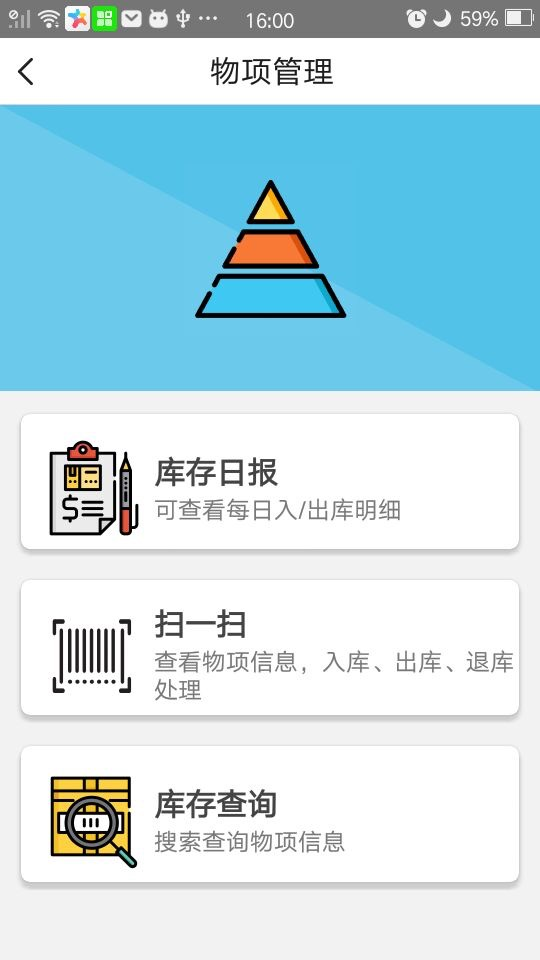 16:00
59%
物项管理
库存日报
可查看每日入/出库明细
扫一扫
查看物项信息，入库、出库、退库
处理
库存查询
搜索查询物项信息